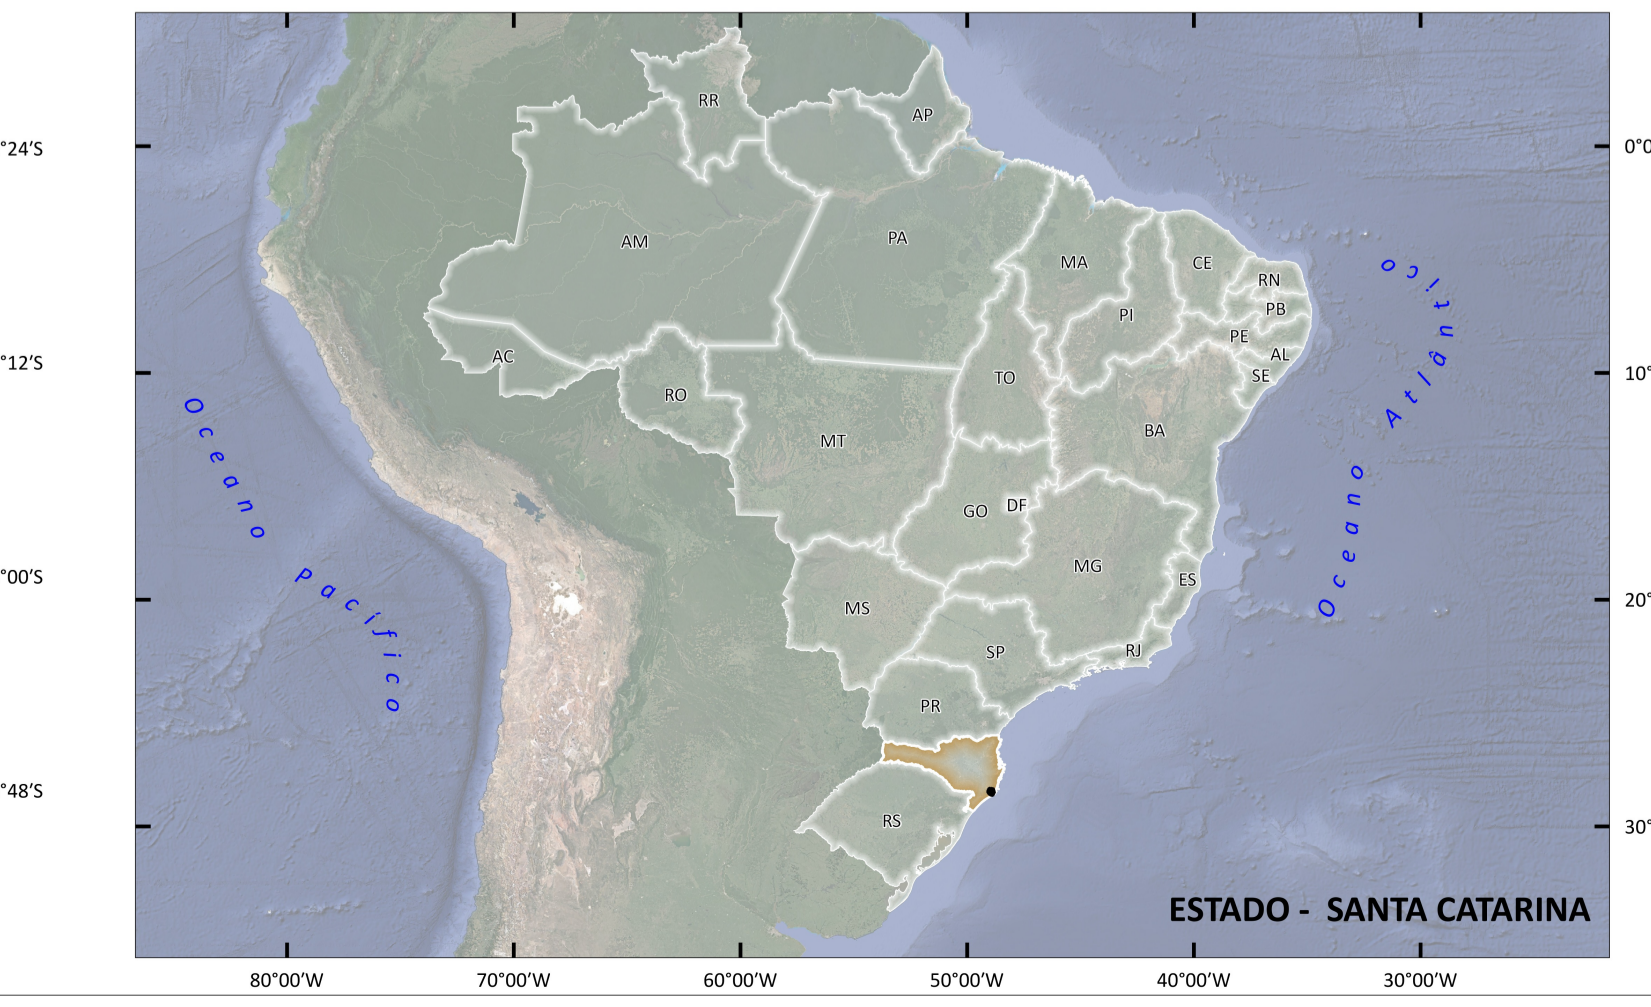 RR
AP
°24'S
0°0
AM
PA
MA
CE
RN
PB
PI
PE
AL
SE
AC
TO
RO
°12'S
10°
MT
BA
GO
DF
Oceano Pacífico
Oceano Atlântico
°00'S
20°
MG
ES
MS
SP
RJ
PR
°48'S
30°
RS
ESTADO - SANTA CATARINA
80°00'W
70°00'W
60°00'W
50°00'W
40°00'W
30°00'W